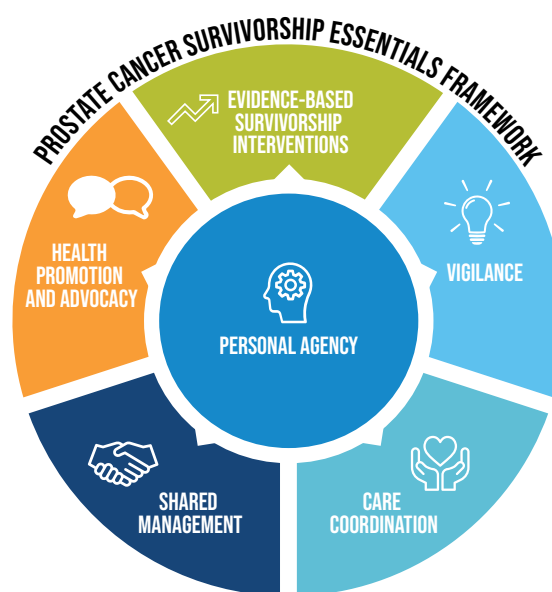 PROSTATE CANCER SURVIVORSHIP ESSENTIALS FRAMEWORK
EVIDENCE-BASED
SURVIVORSHIP
INTERVENTIONS
HEALTH
PROMOTION
AND ADVOCACY
VIGILANCE
PERSONAL AGENCY
SHARED
MANAGEMENT
CARE
COORDINATION